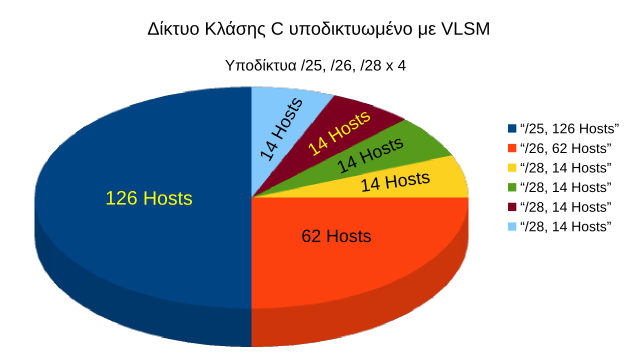 Δίκτυο Κλάσης C υποδικτυωμένο με VLSM
Υποδίκτυα /25, /26, /28 x 4
14 Hosts
14 Hosts
14 Hosts
14 Hosts
126 Hosts
62 Hosts
“/25, 126 Hosts”
“/26, 62 Hosts”
“/28, 14 Hosts”
“/28, 14 Hosts”
“/28, 14 Hosts”
“/28, 14 Hosts”